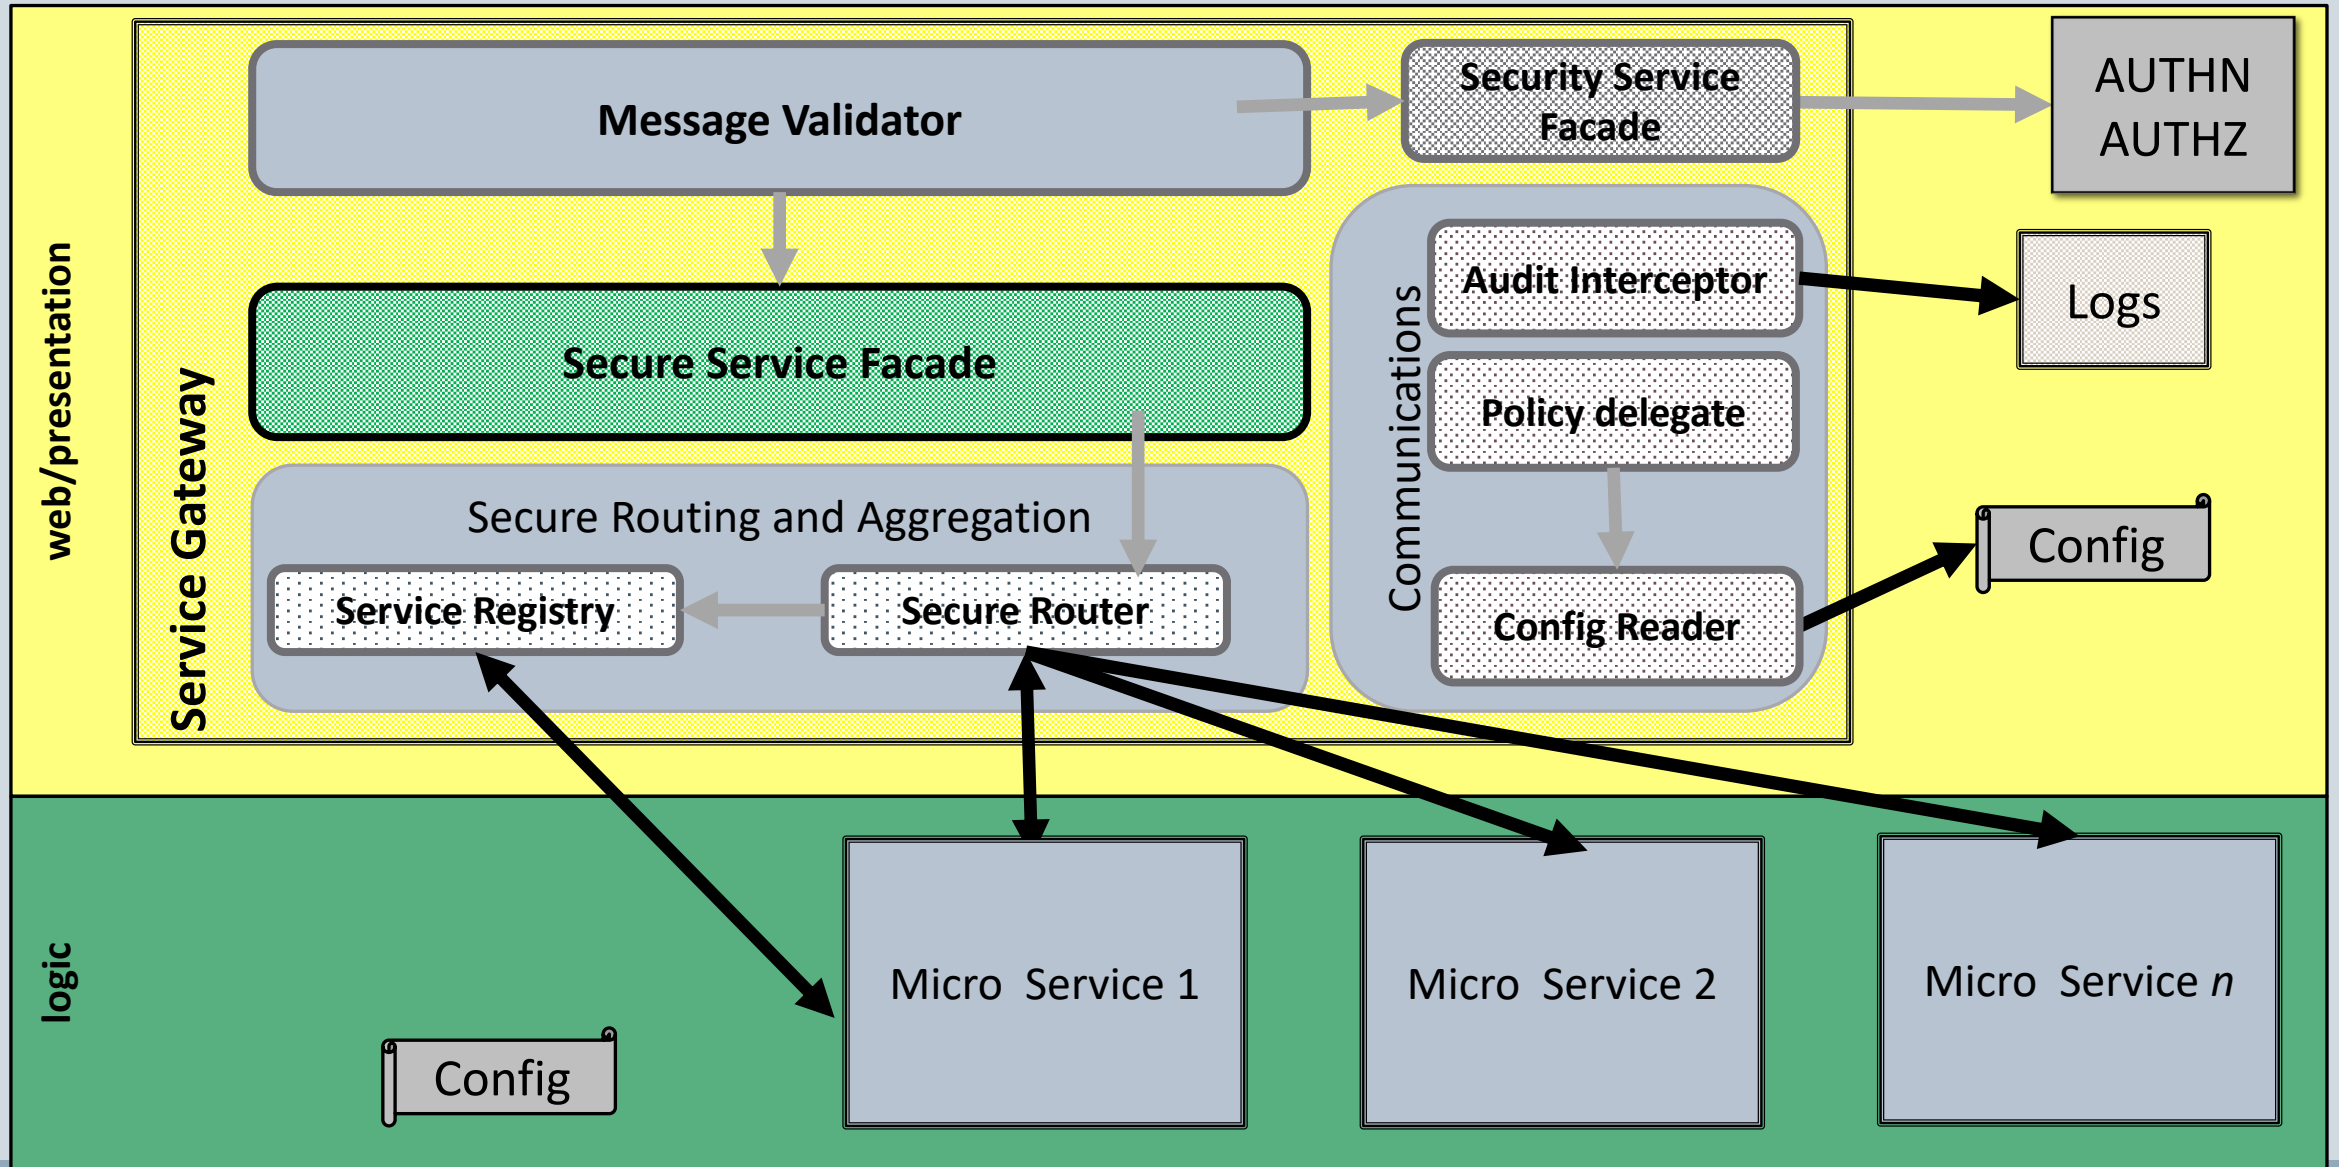 Message Validator
Security Service
Facade
AUTHN
AUTHZ
web/presentation
Service Gateway
Secure Service Facade
Communications
Audit Interceptor
Logs
Policy delegate
Config Reader
Config
Secure Routing and Aggregation
Service Registry
Secure Router
logic
Config
Micro  Service 1
Micro  Service 2
Micro  Service n